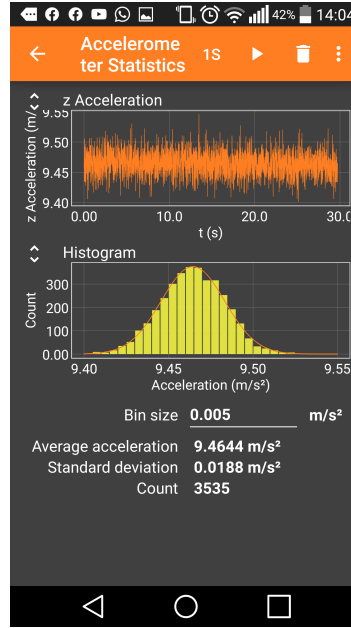 42% 14:04
Accelerome
ter Statistics
1S
z Acceleration
z Acceleration (m/
9.55
9.50
9.45
9.40
0.00 10.0 20.0 30.0
t (s)
Histogram
Count
300
200
100
0.00
9.40 9.45 9.50 9.55
Acceleration (m/s²)
Bin size 0.005 m/s²
Average acceleration 9.4644 m/s²
Standard deviation 0.0188 m/s²
Count 3535